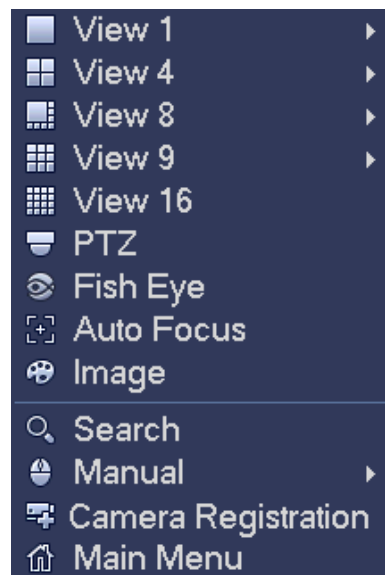 View 1
View 4
View 8
View 9
View 16
PTZ
Fish Eye
Auto Focus
Image
Search
Manual
Camera Registration
Main Menu